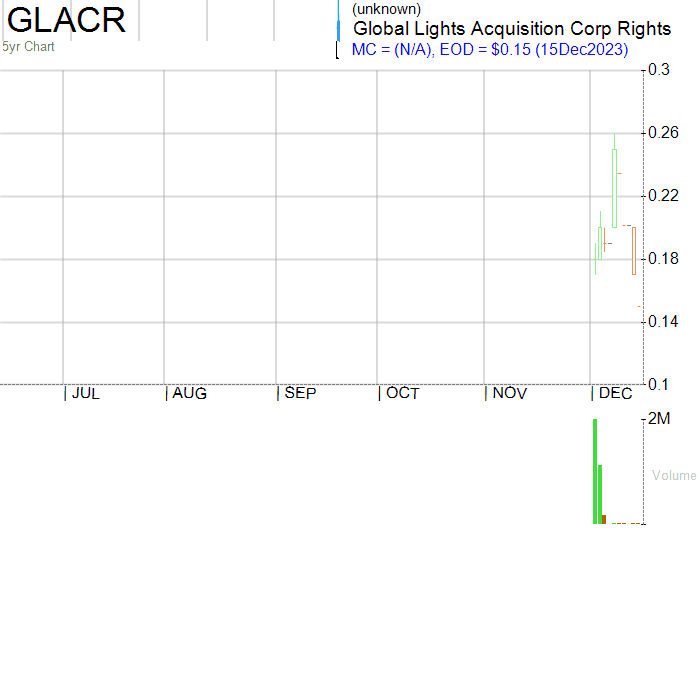 GLACR
5yr Chart
(unknown)
Global Lights Acquisition Corp Rights
MC = (N/A), EOD = $0.15 (15Dec2023)
0.3
0.26
0.22
0.18
0.14
0.1
JUL AUG SEP OCT NOV DEC
2M
Volume